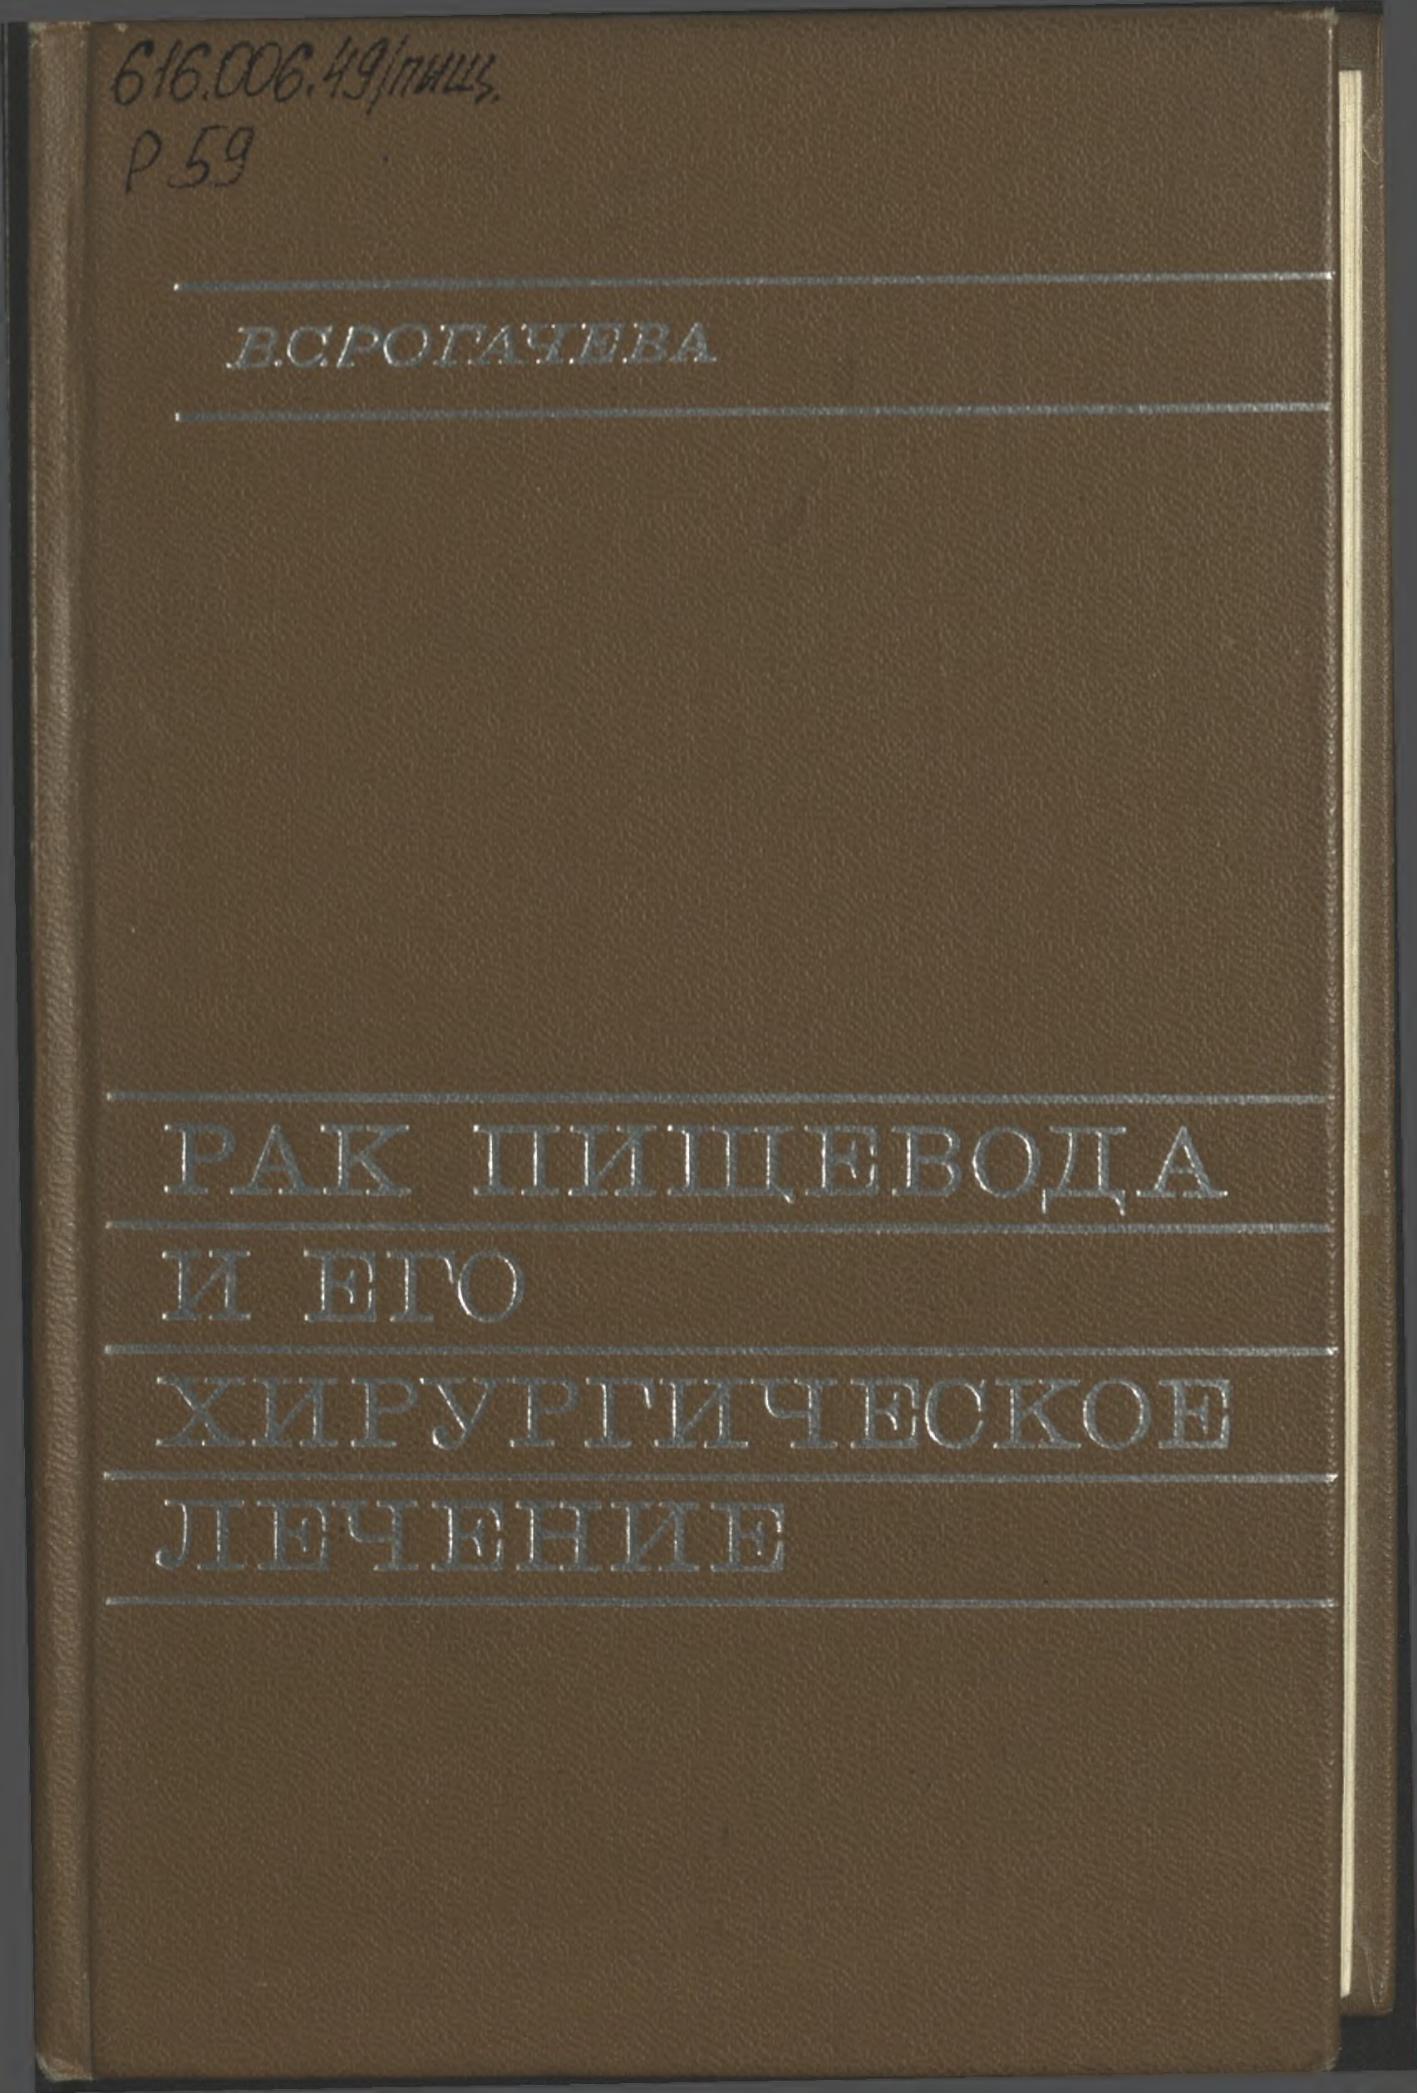 616.006.49/пищ.
Р 59
В.С.РОГАЧЕВА
РАК ПИЩЕВОДА
И ЕГО
ХИРУРГИЧЕСКОЕ
ЛЕЧЕНИЕ